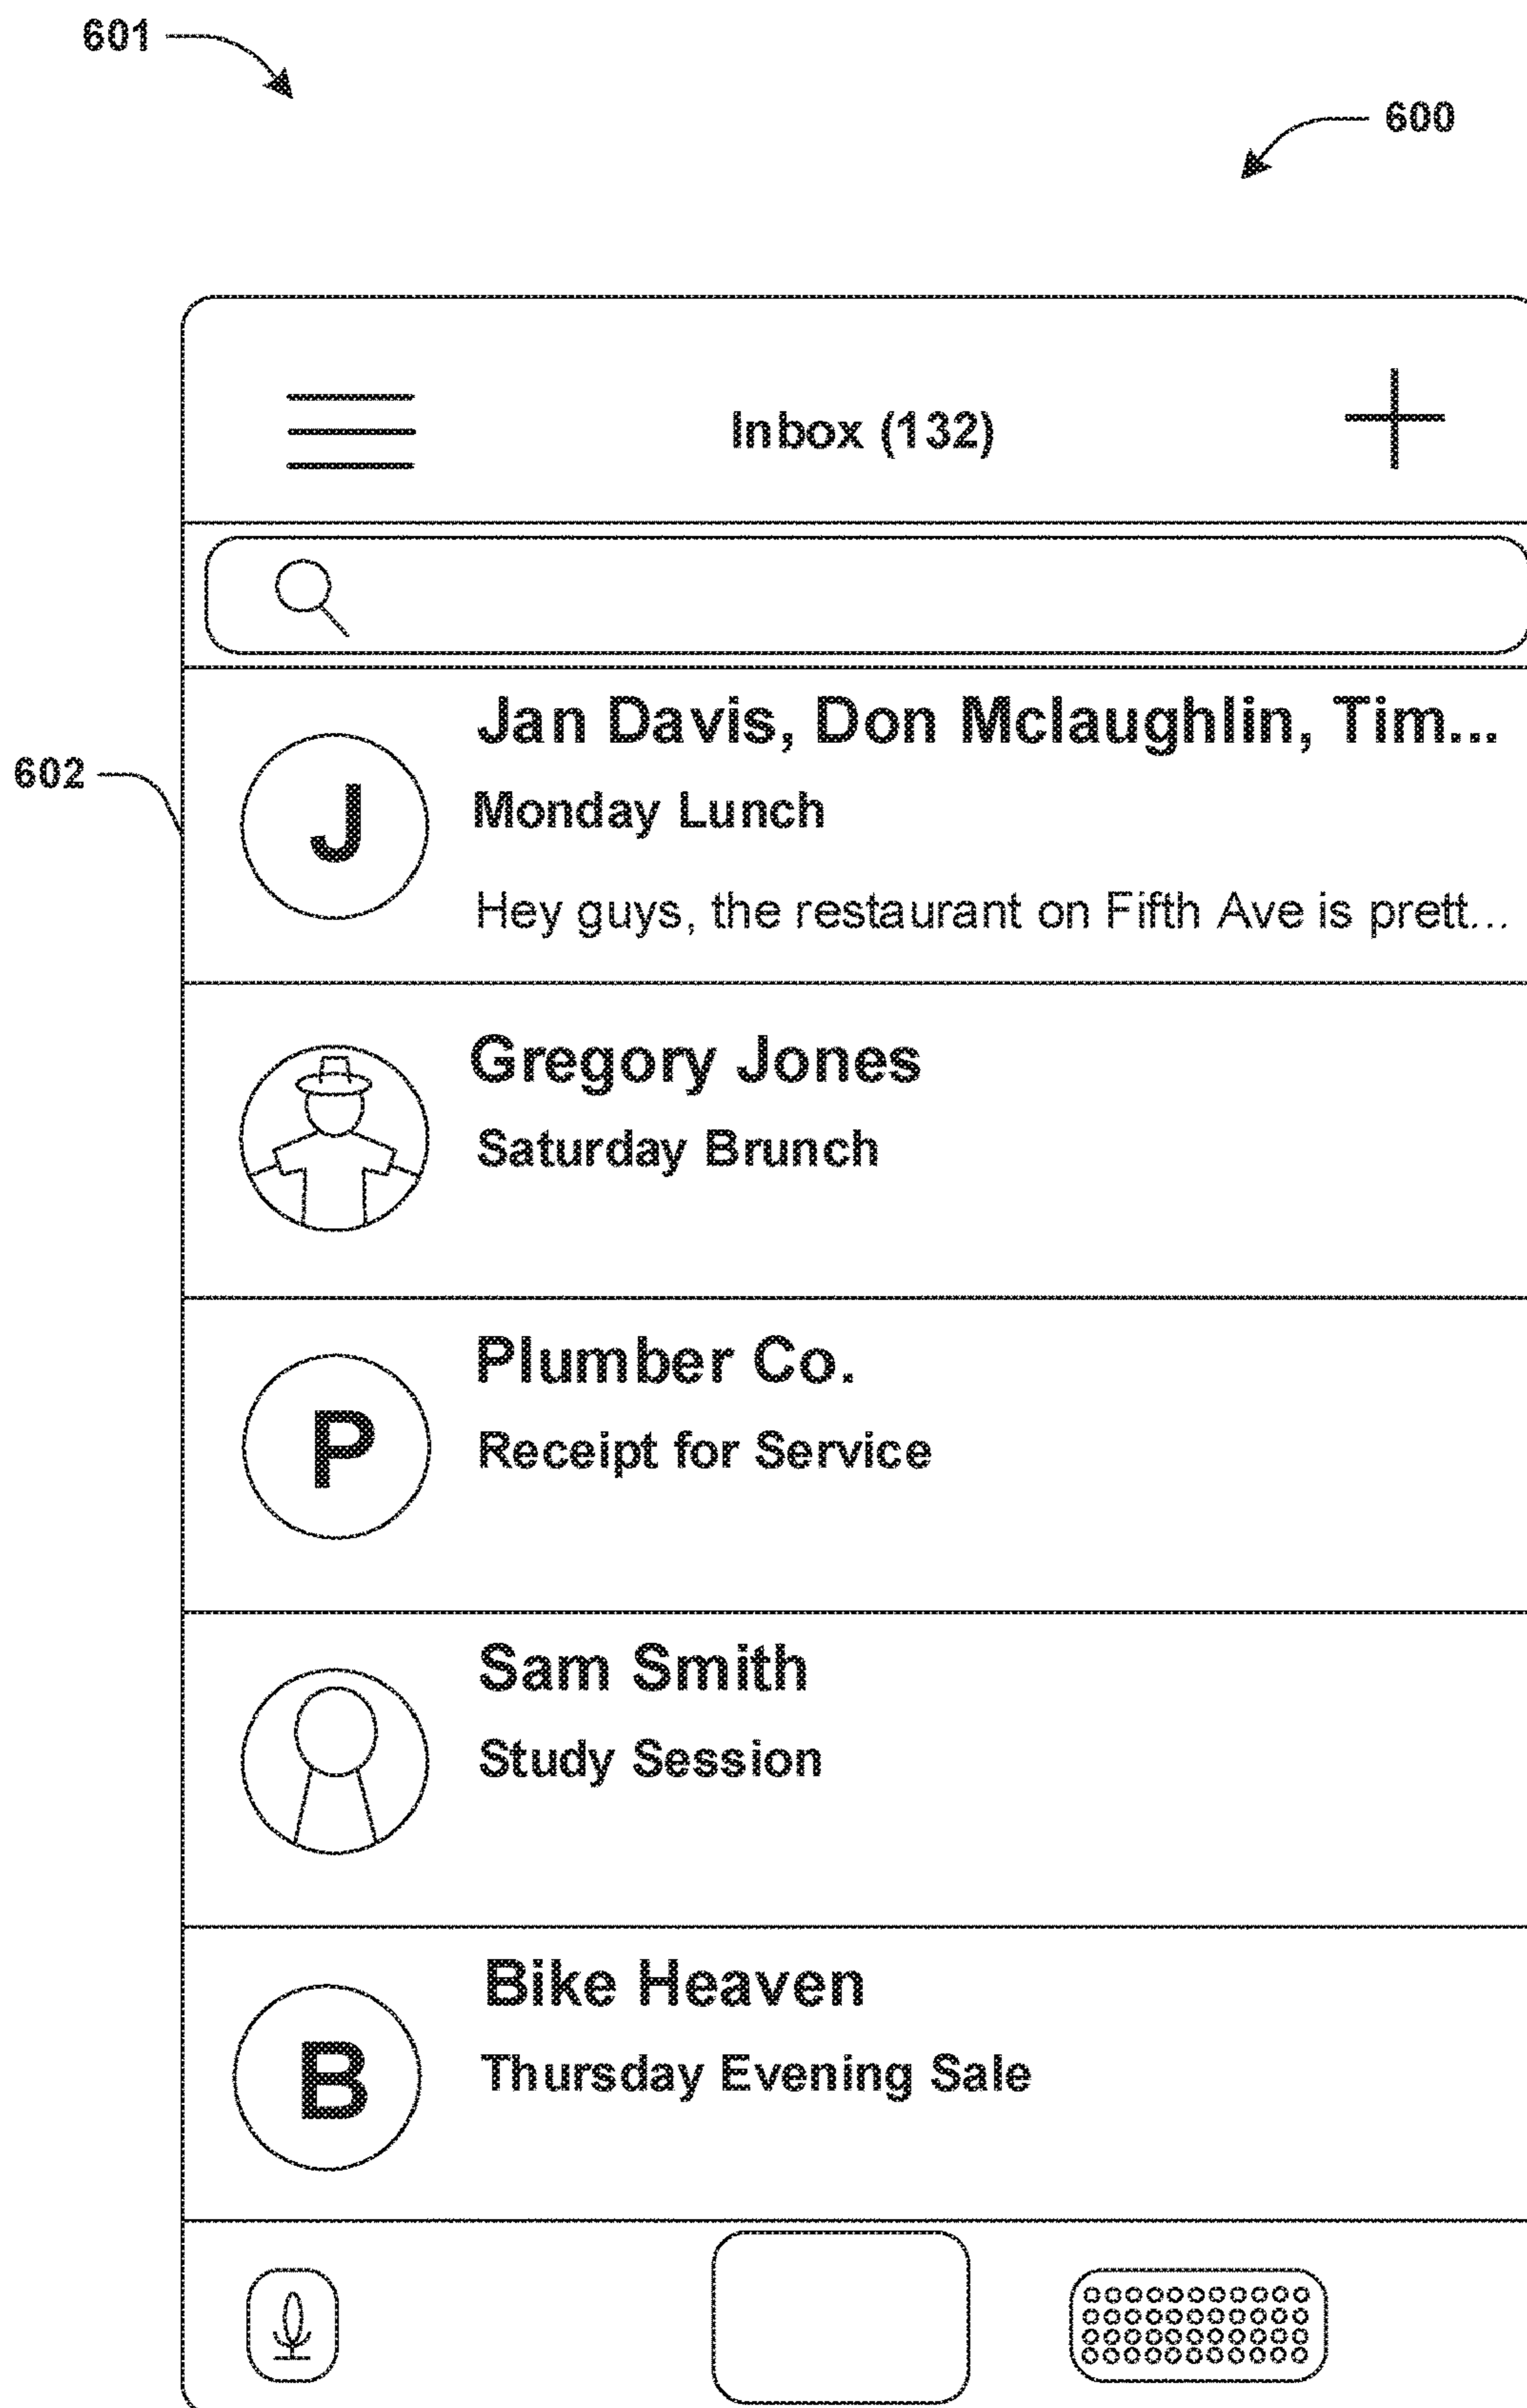 601
600
Inbox (132)
Jan Davis, Don Mclaughlin, Tim...
602
J
Monday Lunch
Hey guys, the restaurant on Fifth Ave is prett...
Gregory Jones
Saturday Brunch
Plumber Co.
P
Receipt for Service
Sam Smith
Study Session
Bike Heaven
B
Thursday Evening Sale